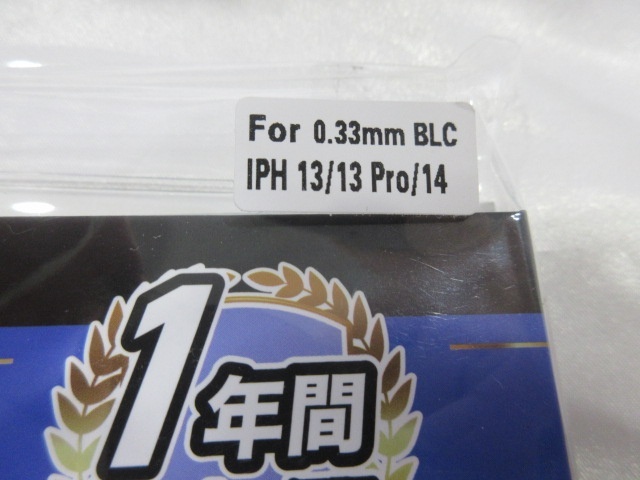 For 0.33mm BLC
IPH 13/13 Pro/14
1年間